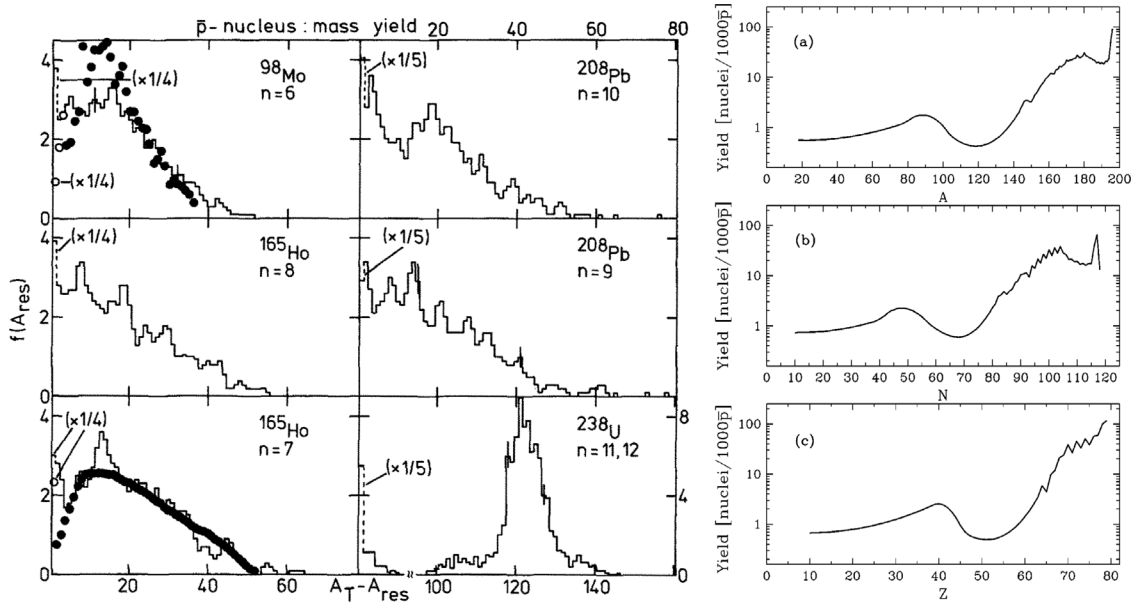 p̄-nucleus : mass yield
0 20 40 60 80
4
2
0
(×1/4)
(×1/4)
⁹⁸Mo
n=6
(×1/5)
²⁰⁸Pb
n=10
4
2
0
(×1/4)
¹⁶⁵Ho
n=8
(×1/5)
²⁰⁸Pb
n=9
f(A_res)
4
2
0
(×1/4)
¹⁶⁵Ho
n=7
(×1/5)
²³⁸U
n=11,12
8
4
0
20 40 60 100 120 140
A_T-A_res
Yield [nuclei/1000p̄]
100
10
1
(a)
0 20 40 60 80 100 120 140 160 180 200
A
Yield [nuclei/1000p̄]
100
10
1
(b)
0 10 20 30 40 50 60 70 80 90 100 110 120
N
Yield [nuclei/1000p̄]
100
10
1
(c)
0 10 20 30 40 50 60 70 80
Z